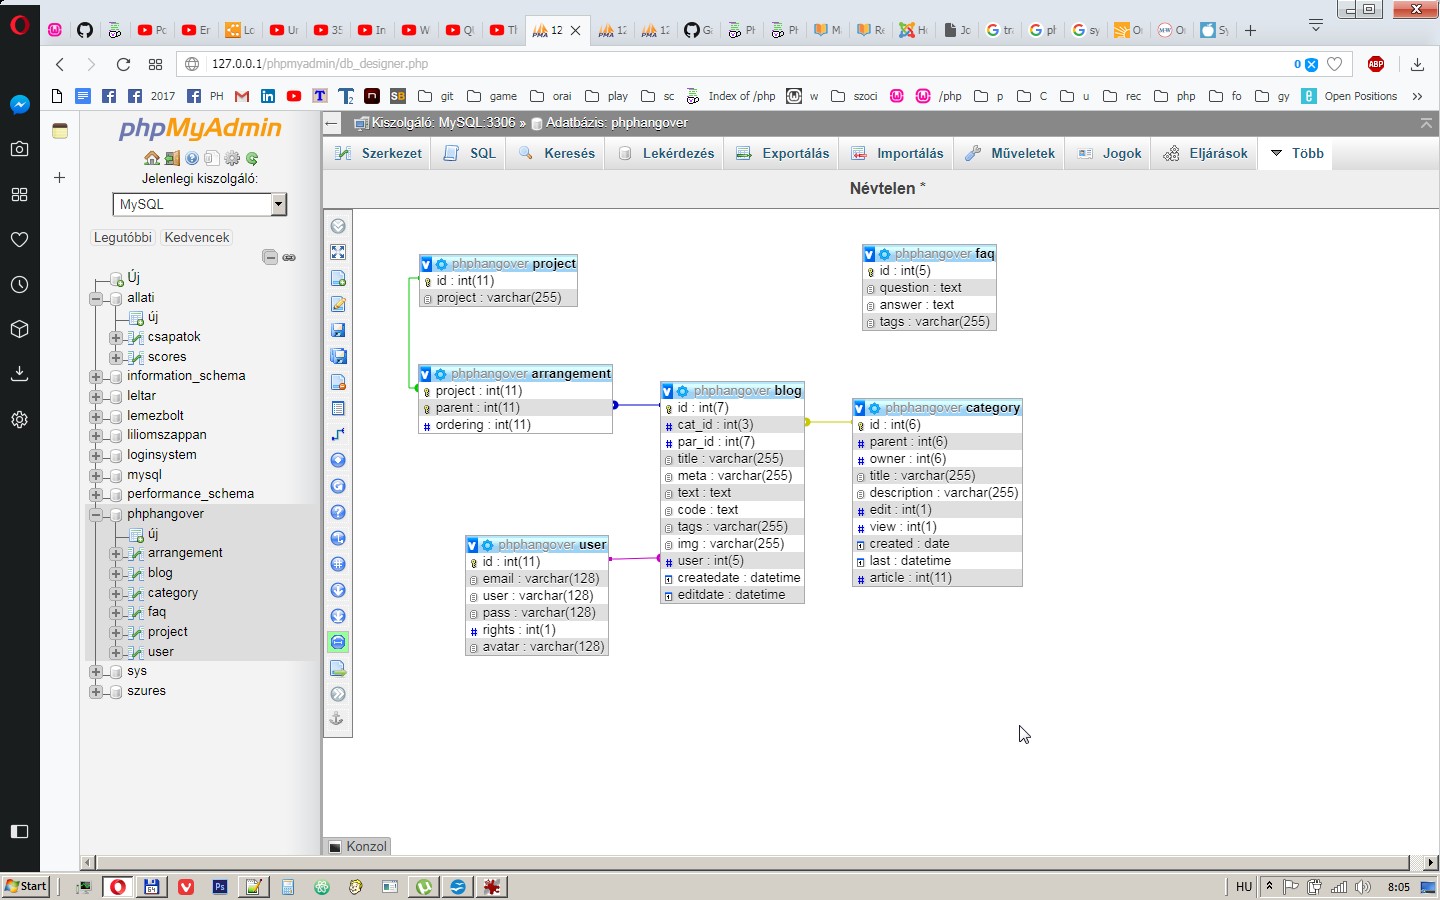 Pc
Er
Lc
Ur
35
In
W
Ql
Tl
12
12
12
G
Pl
Pl
M
Re
H
Jc
tra
pl
sy
O
O
Sy
127.0.0.1/phpmyadmin/db_designer.php
0
ABP
2017
PH
git
game
orai
play
sc
Index of /php
w
szoci
/php
p
C
u
rec
php
fo
gy
Open Positions
phpMyAdmin
Jelenlegi kiszolgáló:
MySQL
Legutóbbi Kedvencek
Új
allati
új
csapatok
scores
information_schema
leltar
lemezbolt
liliomszappan
loginsystem
mysql
performance_schema
phphangover
új
arrangement
blog
category
faq
project
user
sys
szures
Kiszolgáló: MySQL:3306 » Adatbázis: phphangover
Szerkezet SQL Keresés Lekérdezés Exportálás Importálás Műveletek Jogok Eljárások Több
Névtelen *
phphangover project
id : int(11)
project : varchar(255)
phphangover faq
id : int(5)
question : text
answer : text
tags : varchar(255)
phphangover arrangement
project : int(11)
parent : int(11)
ordering : int(11)
phphangover blog
id : int(7)
cat_id : int(3)
par_id : int(7)
title : varchar(255)
meta : varchar(255)
text : text
code : text
tags : varchar(255)
img : varchar(255)
user : int(5)
createdate : datetime
editdate : datetime
phphangover category
id : int(6)
parent : int(6)
owner : int(6)
title : varchar(255)
description : varchar(255)
edit : int(1)
view : int(1)
created : date
last : datetime
article : int(11)
phphangover user
id : int(11)
email : varchar(128)
user : varchar(128)
pass : varchar(128)
rights : int(1)
avatar : varchar(128)
Konzol
Start
HU
8:05